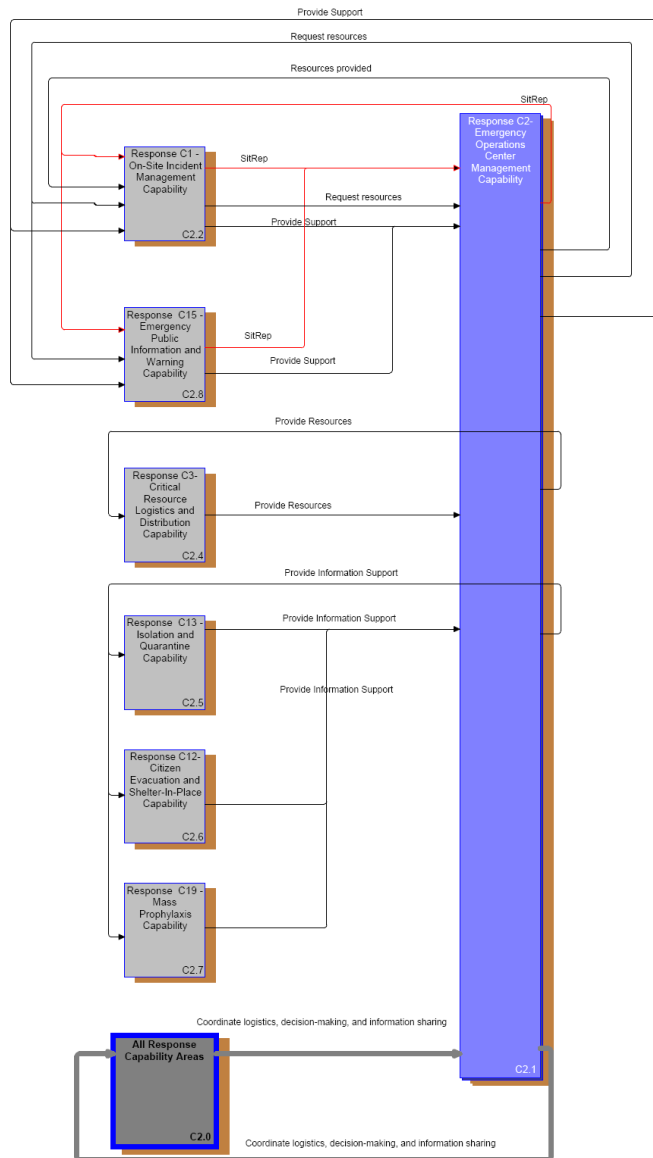 Provide Support
Request resources
Resources provided
SitRep
Response C1 -
On-Site Incident
Management
Capability
C2.2
SitRep
Request resources
Provide Support
Response C2-
Emergency
Operations
Center
Management
Capability
Response C15 -
Emergency
Public
Information and
Warning
Capability
C2.8
SitRep
Provide Support
Provide Resources
Response C3-
Critical
Resource
Logistics and
Distribution
Capability
C2.4
Provide Resources
Provide Information Support
Response C13 -
Isolation and
Quarantine
Capability
C2.5
Provide Information Support
Provide Information Support
Response C12-
Citizen
Evacuation and
Shelter-In-Place
Capability
C2.6
Response C19 -
Mass
Prophylaxis
Capability
C2.7
Coordinate logistics, decision-making, and information sharing
All Response
Capability Areas
C2.0
C2.1
Coordinate logistics, decision-making, and information sharing